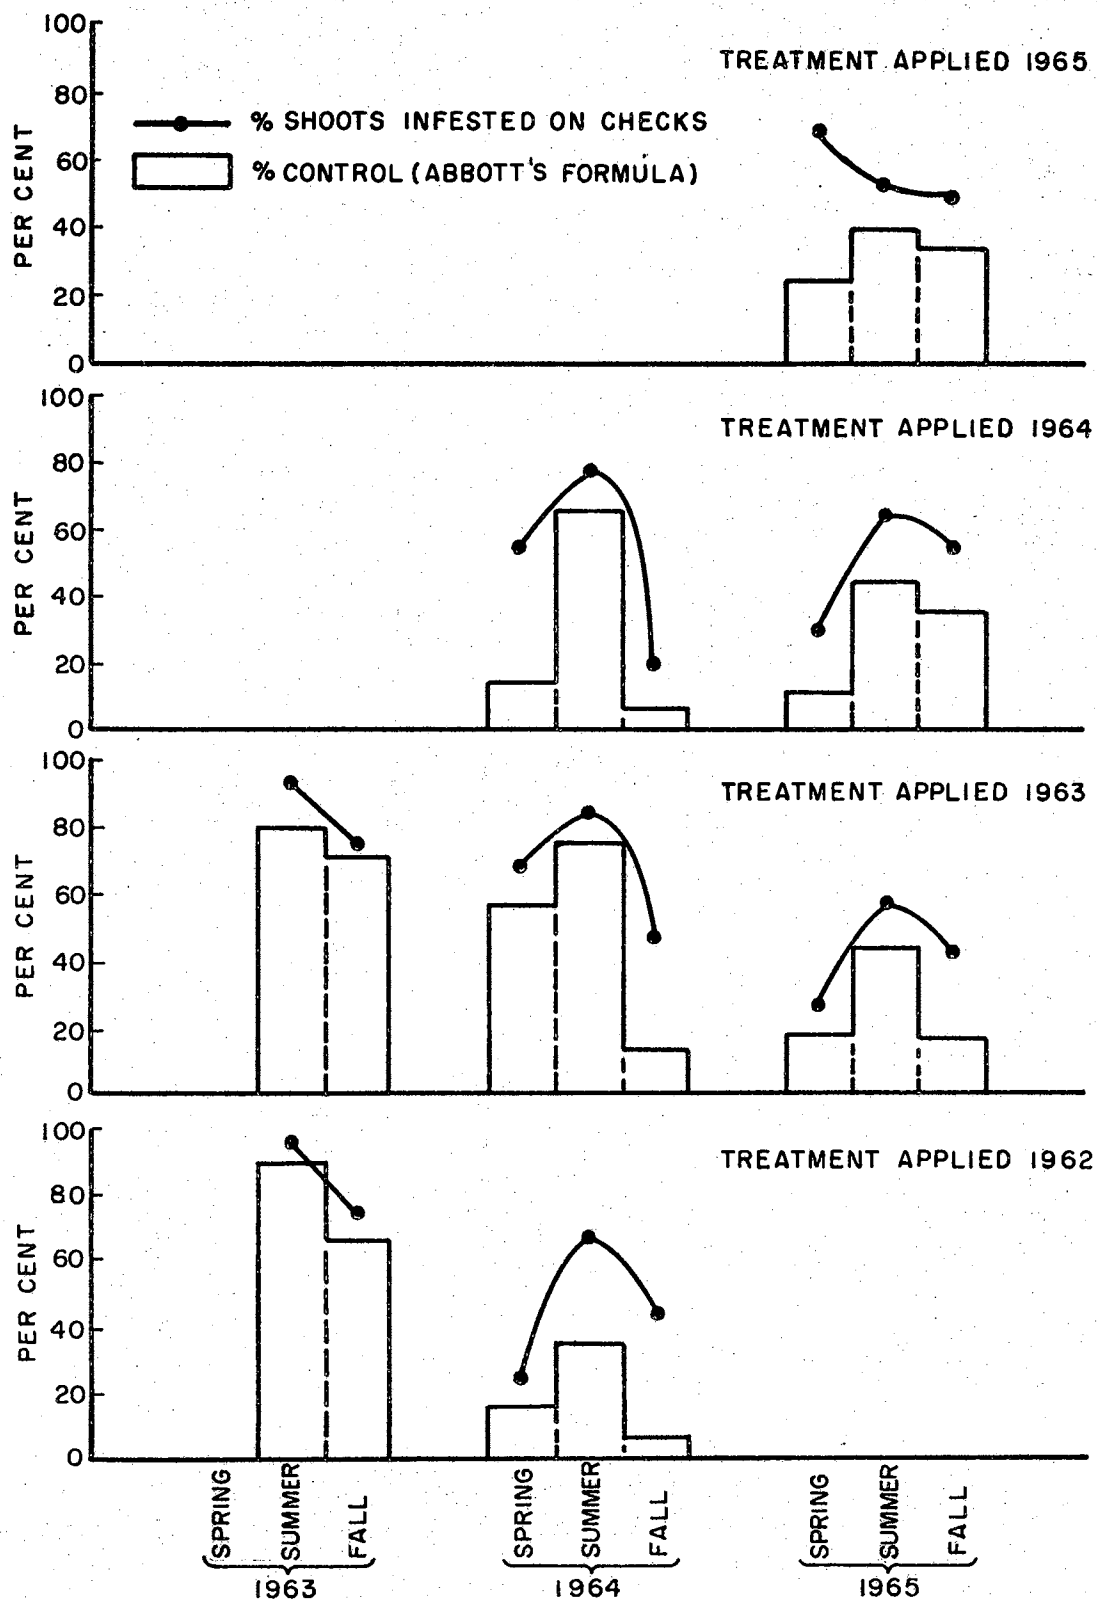 100
TREATMENT APPLIED 1965
80
% SHOOTS INFESTED ON CHECKS
60
% CONTROL (ABBOTT'S FORMULA)
PER CENT
40
20
0
100
TREATMENT APPLIED 1964
80
60
PER CENT
40
20
0
100
TREATMENT APPLIED 1963
80
60
PER CENT
40
20
0
100
TREATMENT APPLIED 1962
80
60
PER CENT
40
20
0
SPRING SUMMER FALL SPRING SUMMER FALL SPRING SUMMER FALL
1963 1964 1965